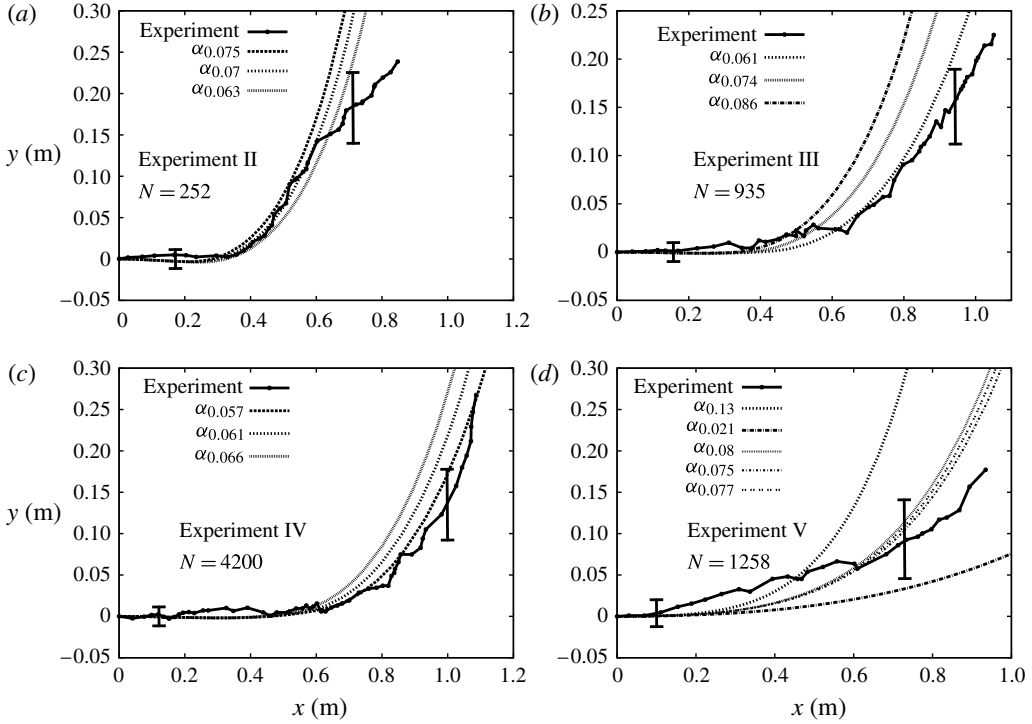 (a)
0.30
0.25
0.20
0.15
0.10
0.05
0
−0.05
y (m)
Experiment
α0.075
α0.07
α0.063
Experiment II
N = 252
0 0.2 0.4 0.6 0.8 1.0 1.2
(b)
0.25
0.20
0.15
0.10
0.05
0
−0.05
Experiment
α0.061
α0.074
α0.086
Experiment III
N = 935
0 0.2 0.4 0.6 0.8 1.0
(c)
0.30
0.25
0.20
0.15
0.10
0.05
0
−0.05
y (m)
Experiment
α0.057
α0.061
α0.066
Experiment IV
N = 4200
0 0.2 0.4 0.6 0.8 1.0 1.2
x (m)
(d)
0.30
0.25
0.20
0.15
0.10
0.05
0
−0.05
Experiment
α0.13
α0.021
α0.08
α0.075
α0.077
Experiment V
N = 1258
0 0.2 0.4 0.6 0.8 1.0
x (m)